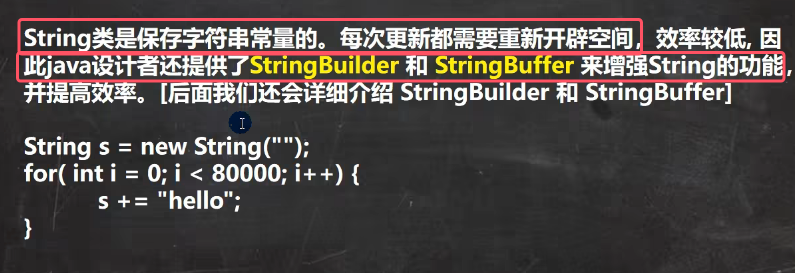 String类是保存字符串常量的。每次更新都需要重新开辟空间，效率较低, 因
此java设计者还提供了StringBuilder 和 StringBuffer 来增强String的功能，
并提高效率。[后面我们还会详细介绍 StringBuilder 和 StringBuffer]
String s = new String("");
for( int i = 0; i < 80000; i++) {
s += "hello";
}